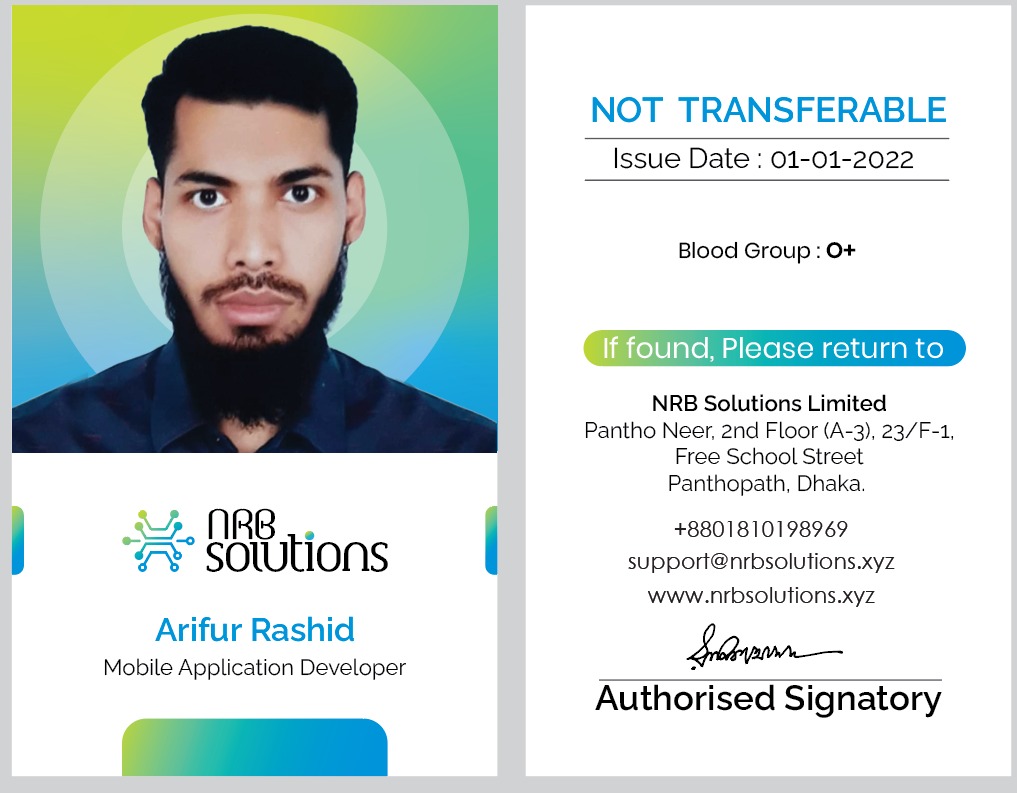 NRB
solutions
Arifur Rashid
Mobile Application Developer
NOT TRANSFERABLE
Issue Date : 01-01-2022
Blood Group : O+
If found, Please return to
NRB Solutions Limited
Pantho Neer, 2nd Floor (A-3), 23/F-1,
Free School Street
Panthopath, Dhaka.
+8801810198969
support@nrbsolutions.xyz
www.nrbsolutions.xyz
Authorised Signatory